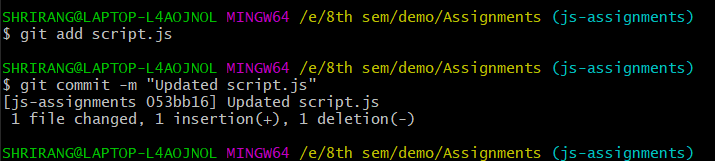 SHRIRANG@LAPTOP-L4AOJNOL MINGW64 /e/8th sem/demo/Assignments (js-assignments)
$ git add script.js
SHRIRANG@LAPTOP-L4AOJNOL MINGW64 /e/8th sem/demo/Assignments (js-assignments)
$ git commit -m "Updated script.js"
[js-assignments 053bb16] Updated script.js
 1 file changed, 1 insertion(+), 1 deletion(-)
SHRIRANG@LAPTOP-L4AOJNOL MINGW64 /e/8th sem/demo/Assignments (js-assignments)